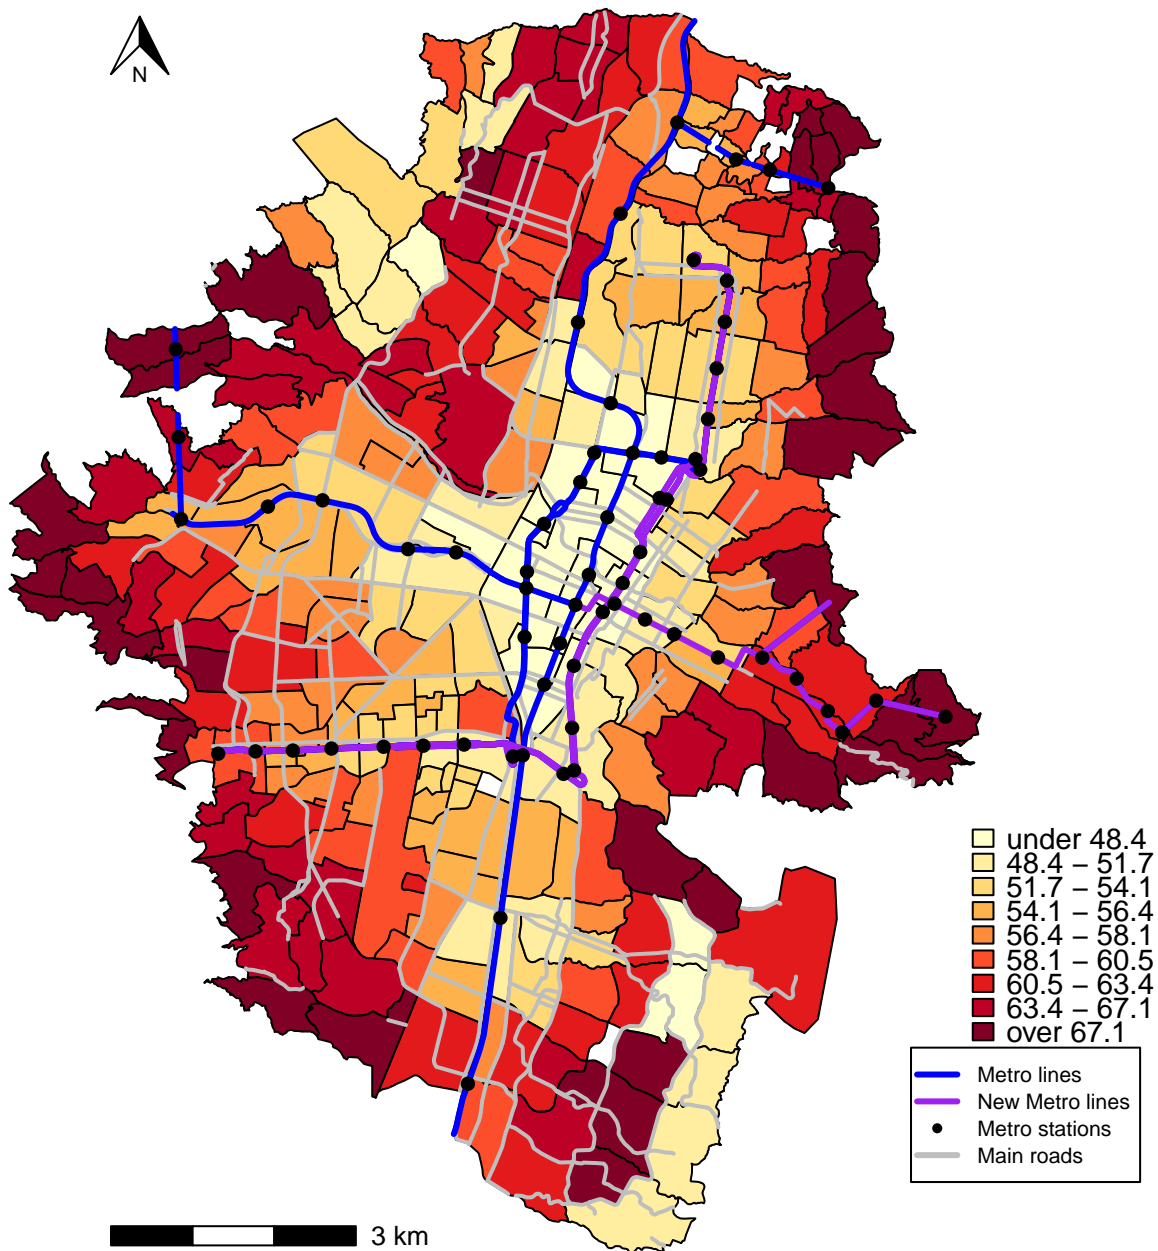 N
under 48.4
48.4 – 51.7
51.7 – 54.1
54.1 – 56.4
56.4 – 58.1
58.1 – 60.5
60.5 – 63.4
63.4 – 67.1
over 67.1
Metro lines
New Metro lines
Metro stations
Main roads
3 km